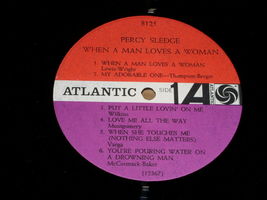 8125
PERCY SLEDGE
WHEN A MAN LOVES A WOMAN
1. WHEN A MAN LOVES A WOMAN
Lewis-Wright
2. MY ADORABLE ONE—Thompson-Berger
ATLANTIC SIDE 1
3. PUT A LITTLE LOVIN' ON ME
Wilkins
4. LOVE ME ALL THE WAY
Montgomery
5. WHEN SHE TOUCHES ME
(NOTHING ELSE MATTERS)
Varga
6. YOU'RE POURING WATER ON
A DROWNING MAN
McCormick-Baker
(12367)